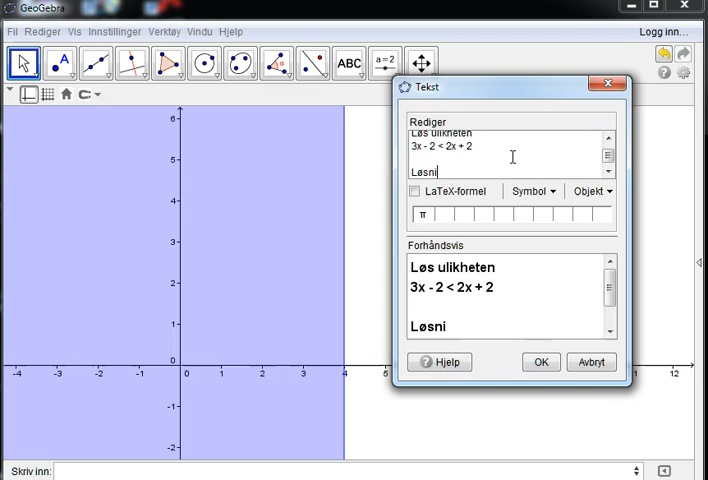 GeoGebra
Fil Rediger Vis Innstillinger Verktøy Vindu Hjelp Logg inn...
A ABC a=2
Tekst
Rediger
Løs ulikheten
3x - 2 < 2x + 2
Løsni
LaTeX-formel Symbol Objekt
π
Forhåndsvis
Løs ulikheten
3x - 2 < 2x + 2
Løsni
Hjelp OK Avbryt
6
5
4
3
2
1
0
-4 -3 -2 -1 0 1 2 3 4 5 12
-1
-2
Skriv inn: